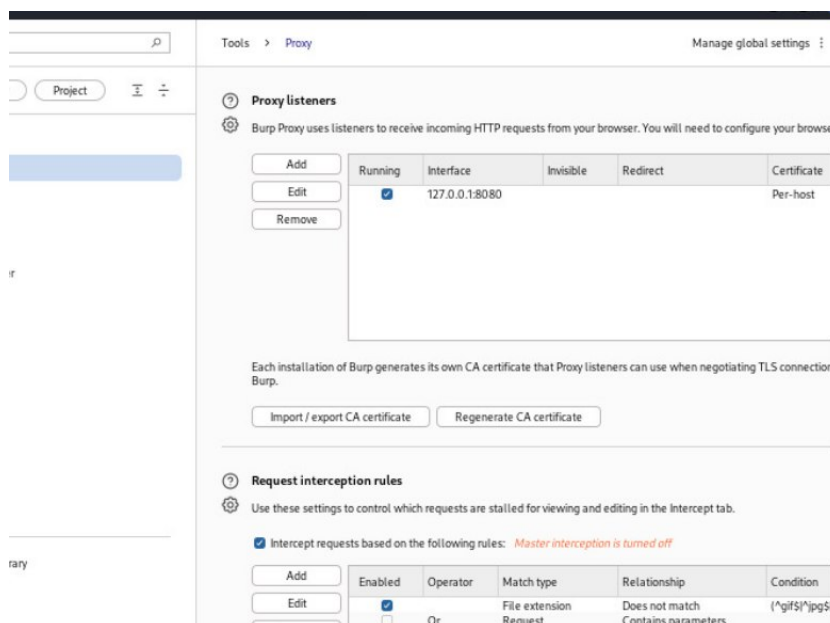 Tools > Proxy
Manage global settings
Project
Proxy listeners
Burp Proxy uses listeners to receive incoming HTTP requests from your browser. You will need to configure your browse
Add
Edit
Remove
Running Interface Invisible Redirect Certificate
127.0.0.1:8080 Per-host
er
Each installation of Burp generates its own CA certificate that Proxy listeners can use when negotiating TLS connection
Burp.
Import / export CA certificate
Regenerate CA certificate
Request interception rules
Use these settings to control which requests are stalled for viewing and editing in the Intercept tab.
Intercept requests based on the following rules: Master interception is turned off
rary
Add
Edit
Enabled Operator Match type Relationship Condition
File extension Does not match (^gif$|^jpg$
Or Request Contains parameters